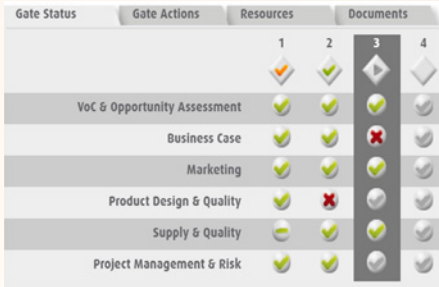 Gate Status Gate Actions Resources Documents
1 2 3 4
VoC & Opportunity Assessment
Business Case
Marketing
Product Design & Quality
Supply & Quality
Project Management & Risk